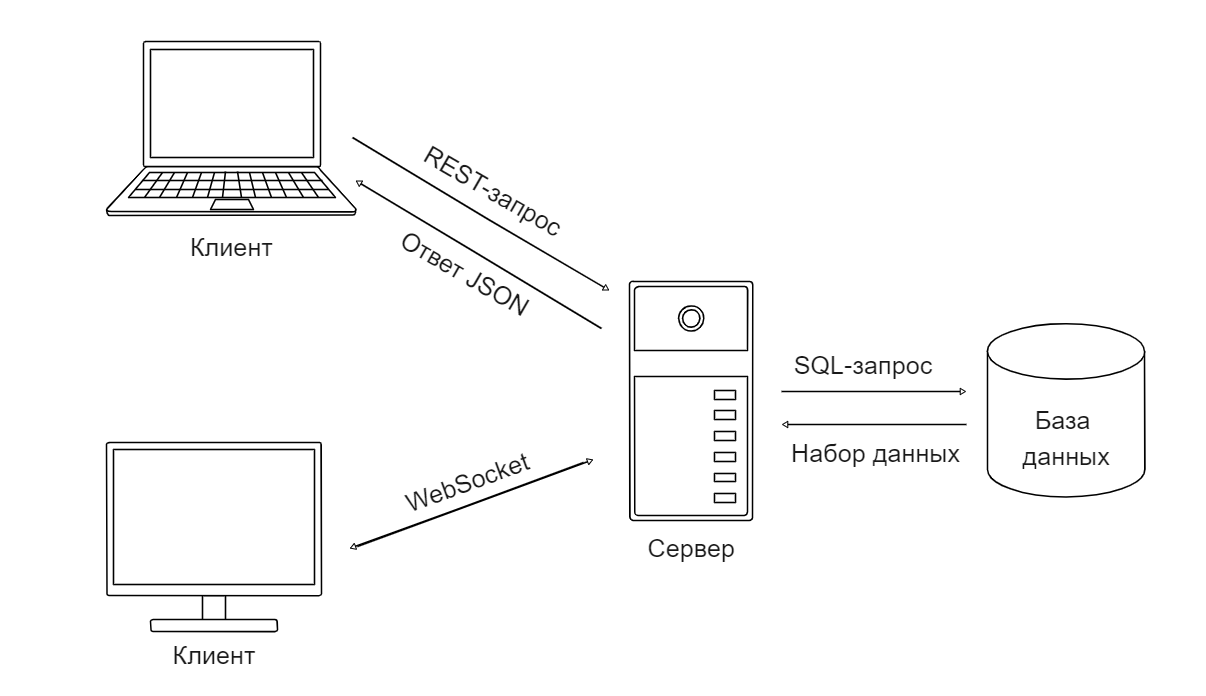 REST-запрос
Клиент
Ответ JSON
SQL-запрос
База
данных
Набор данных
WebSocket
Сервер
Клиент